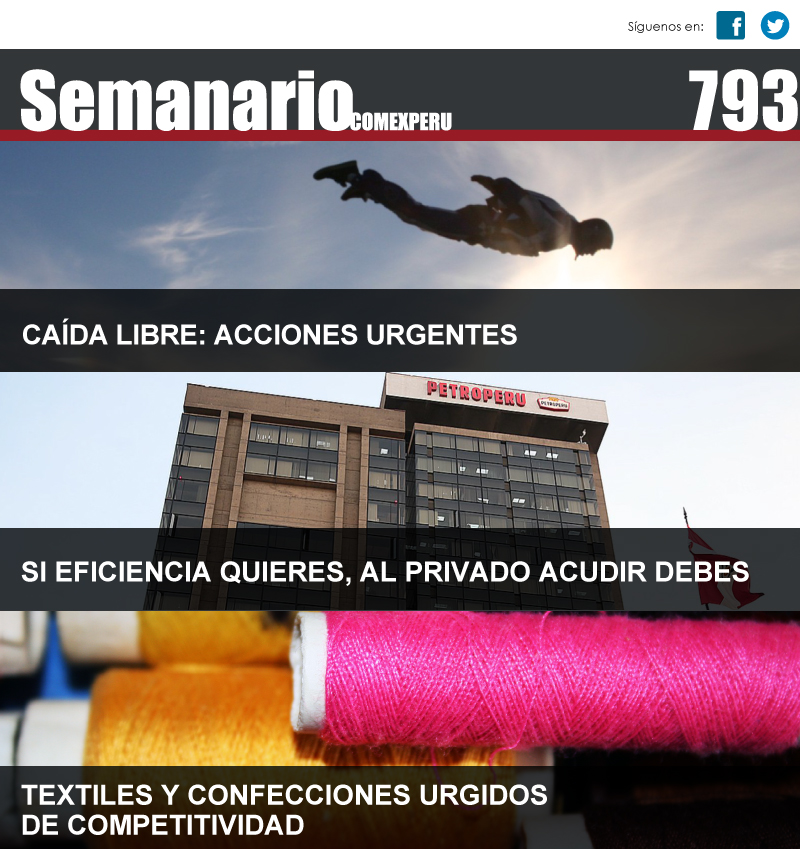 Síguenos en:
Semanario COMEXPERU
793
CAÍDA LIBRE: ACCIONES URGENTES
PETROPERU
PETROPERU
SI EFICIENCIA QUIERES, AL PRIVADO ACUDIR DEBES
TEXTILES Y CONFECCIONES URGIDOS
DE COMPETITIVIDAD